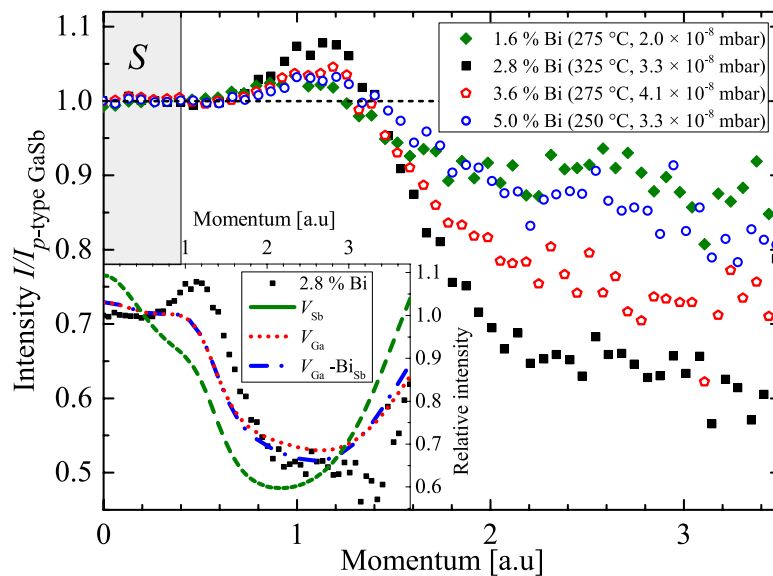 1.1
1.0
0.9
0.8
0.7
0.6
0.5
Intensity I/I p-type GaSb
S
1.6 % Bi (275 °C, 2.0 × 10⁻⁸ mbar)
2.8 % Bi (325 °C, 3.3 × 10⁻⁸ mbar)
3.6 % Bi (275 °C, 4.1 × 10⁻⁸ mbar)
5.0 % Bi (250 °C, 3.3 × 10⁻⁸ mbar)
Momentum [a.u]
0 1 2 3
2.8 % Bi
V_Sb
V_Ga
V_Ga -Bi_Sb
1.1
1.0
0.9
0.8
0.7
0.6
Relative intensity
0 1 2 3
Momentum [a.u]